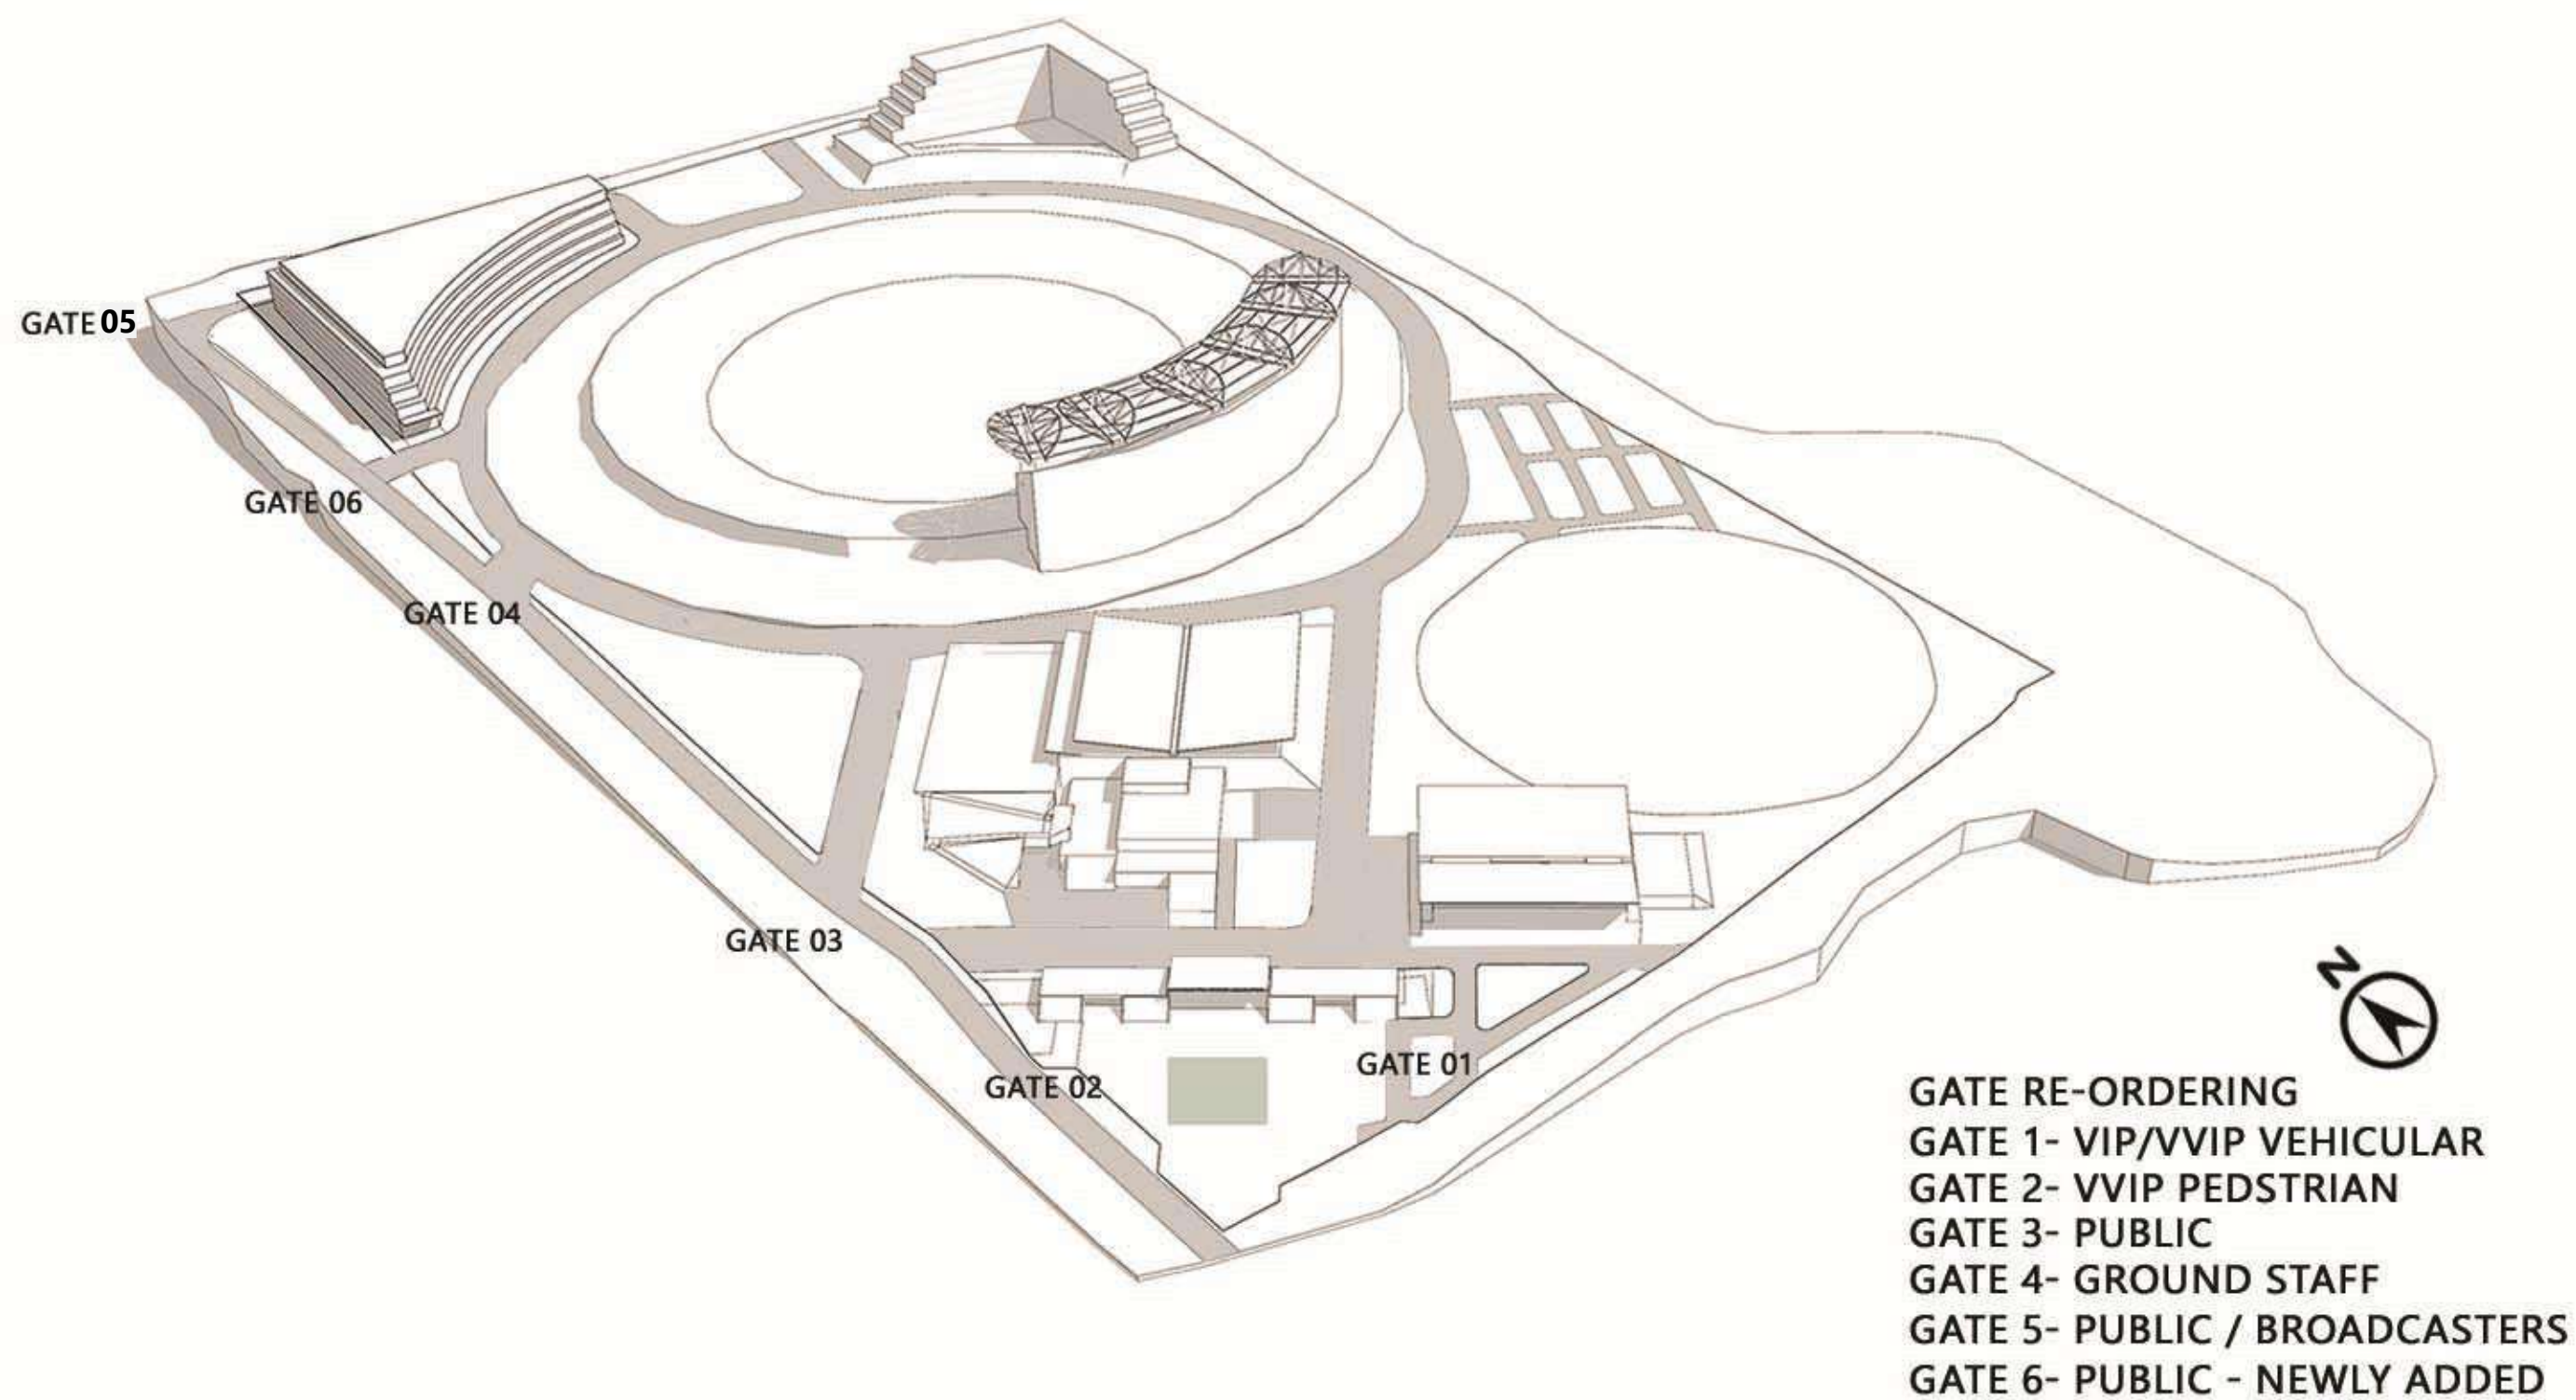 GATE 05
GATE 06
GATE 04
GATE 03
GATE 02
GATE 01
N
GATE RE-ORDERING
GATE 1- VIP/VVIP VEHICULAR
GATE 2- VVIP PEDSTRIAN
GATE 3- PUBLIC
GATE 4- GROUND STAFF
GATE 5- PUBLIC / BROADCASTERS
GATE 6- PUBLIC - NEWLY ADDED